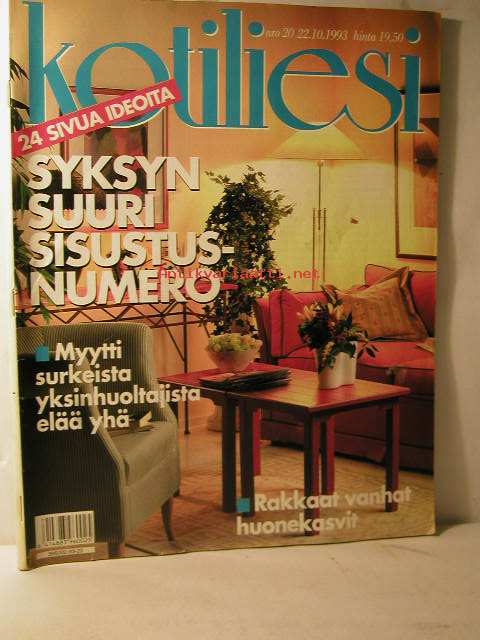 kotiliesi
nro 20 22.10.1993 hinta 19,50
24 SIVUA IDEOITA
SYKSYN
SUURI
SISUSTUS-
NUMERO
Antikvariaatti.net
Myytti
surkeista
yksinhuoltajista
elää yhä
Rakkaat vanhat
huonekasvit